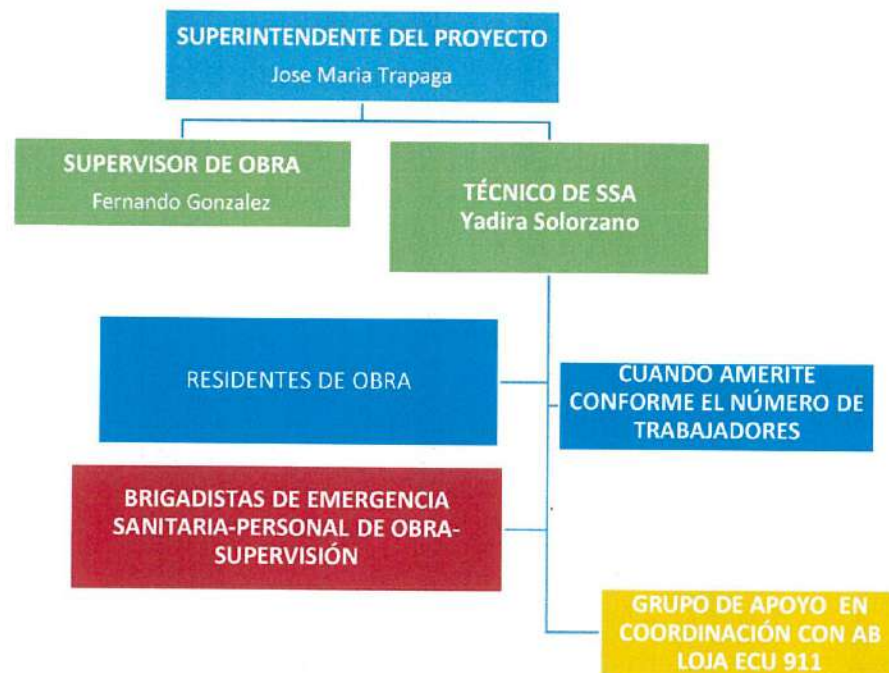 SUPERINTENDENTE DEL PROYECTO
Jose Maria Trapaga
SUPERVISOR DE OBRA
Fernando Gonzalez
TÉCNICO DE SSA
Yadira Solorzano
RESIDENTES DE OBRA
CUANDO AMERITE
CONFORME EL NÚMERO DE
TRABAJADORES
BRIGADISTAS DE EMERGENCIA
SANITARIA-PERSONAL DE OBRA-
SUPERVISIÓN
GRUPO DE APOYO EN
COORDINACIÓN CON AB
LOJA ECU 911